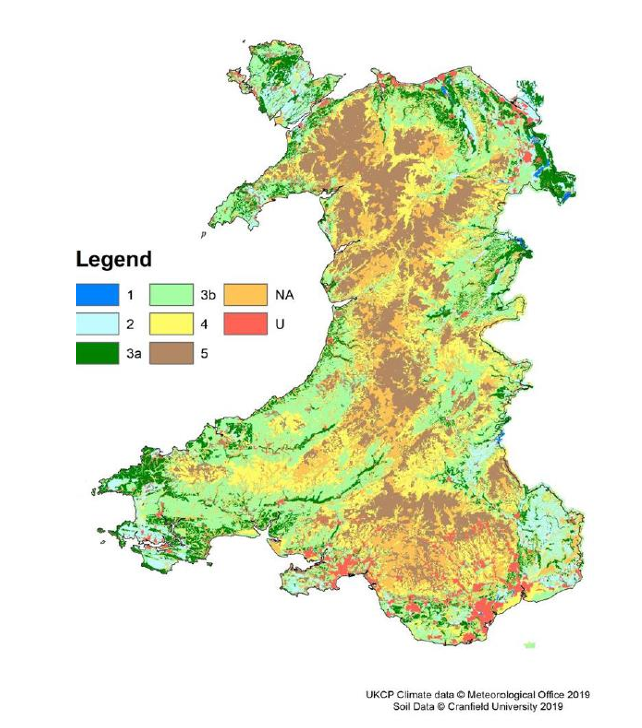 p
Legend
1
3b
NA
2
4
U
3a
5
UKCP Climate data © Meteorological Office 2019
Soil Data © Cranfield University 2019